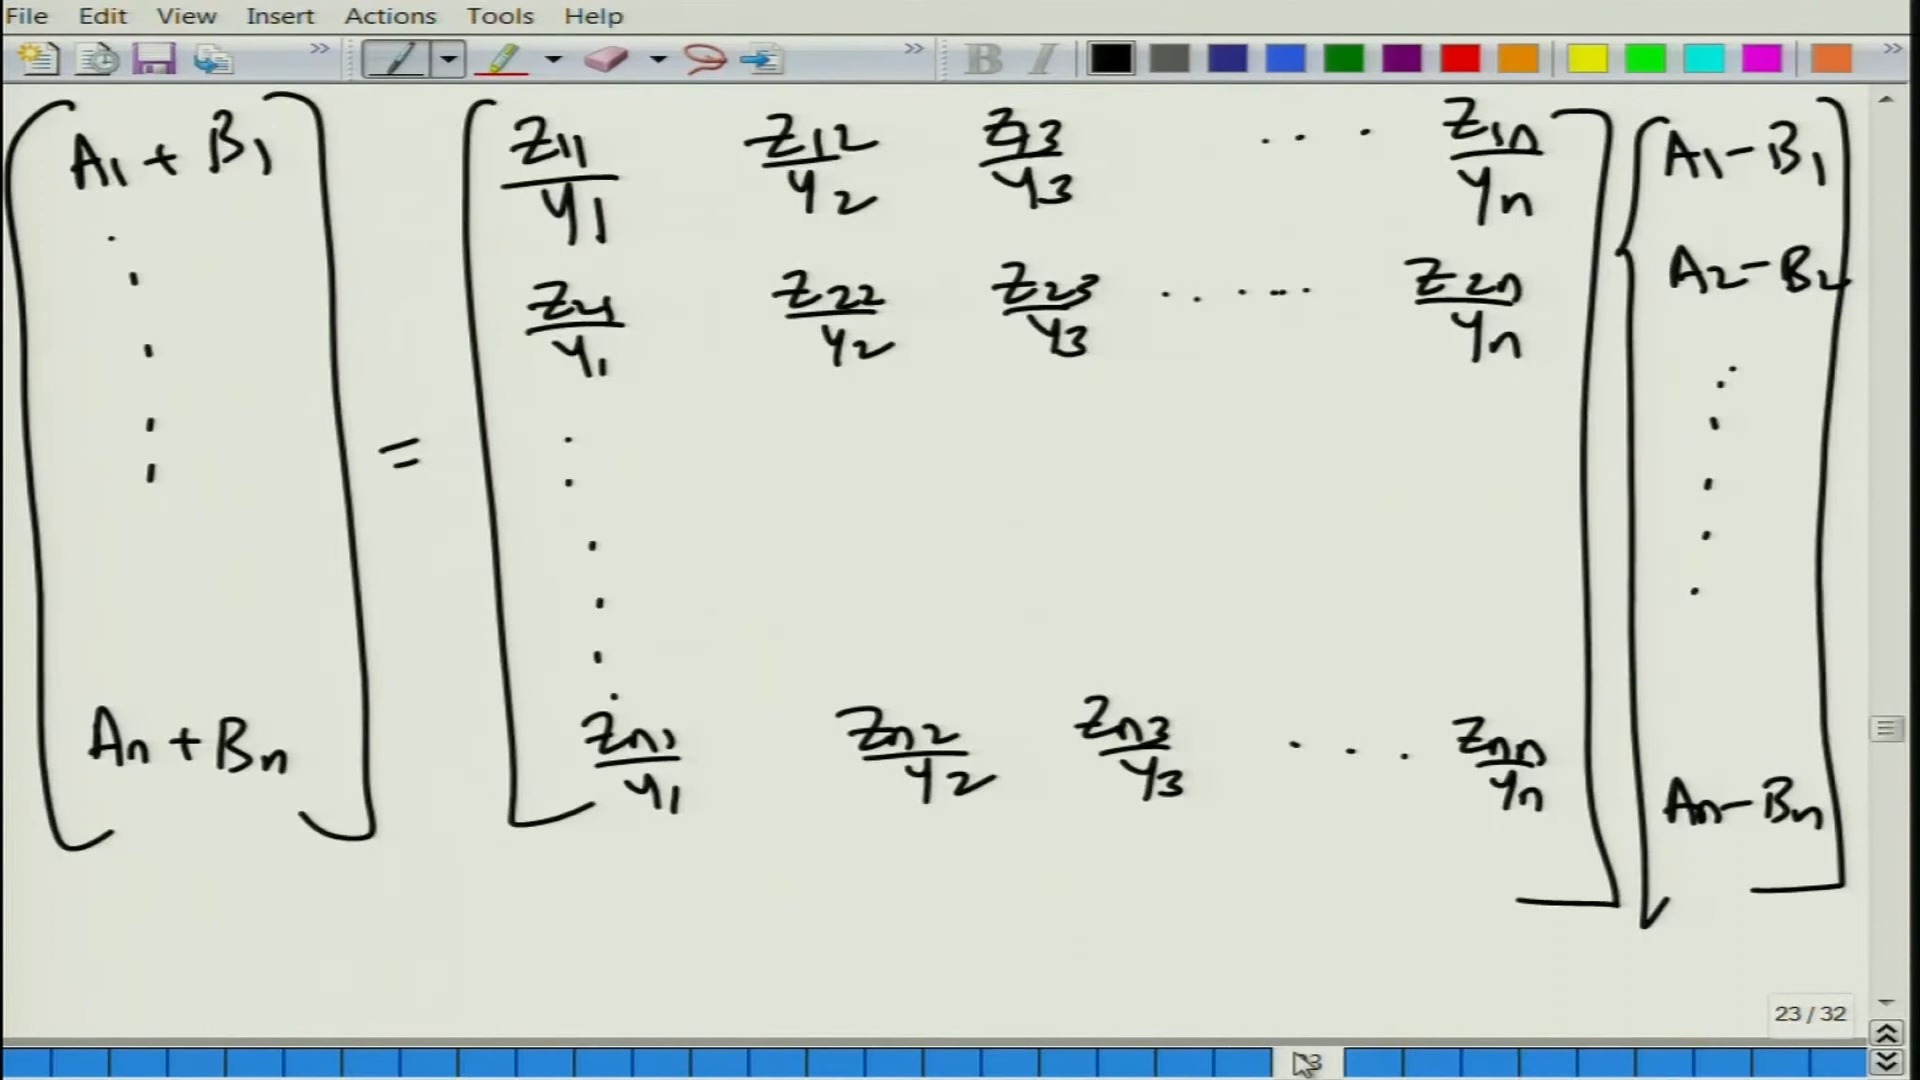 File Edit View Insert Actions Tools Help
B I
A1 + B1 Z11/Y1 Z12/Y2 Z13/Y3 ... Z1n/Yn A1 - B1
Z21/Y1 Z22/Y2 Z23/Y3 ...... Z2n/Yn A2 - B2
=
An + Bn Zn1/Y1 Zn2/Y2 Zn3/Y3 ... Znn/Yn An - Bn
23 / 32